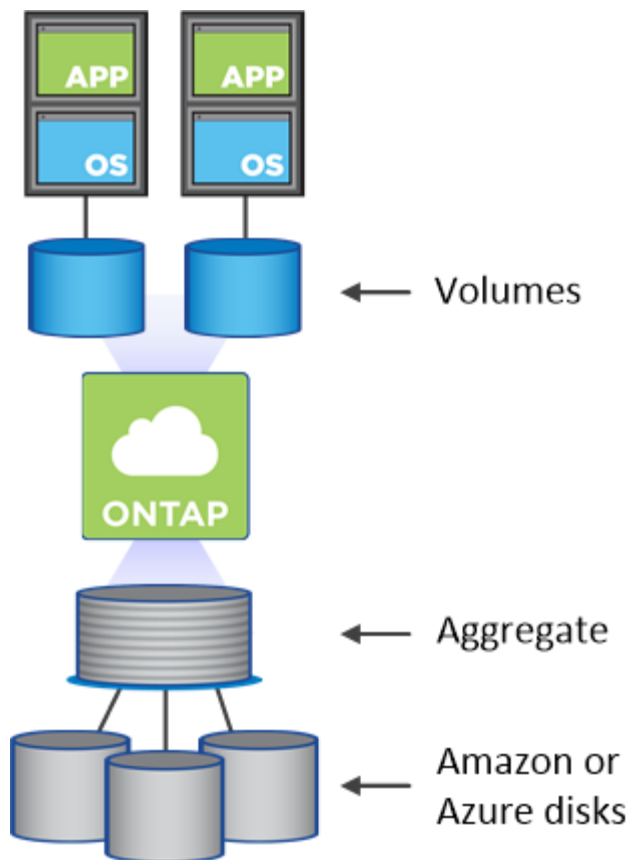 APP APP
OS OS
Volumes
ONTAP
Aggregate
Amazon or
Azure disks